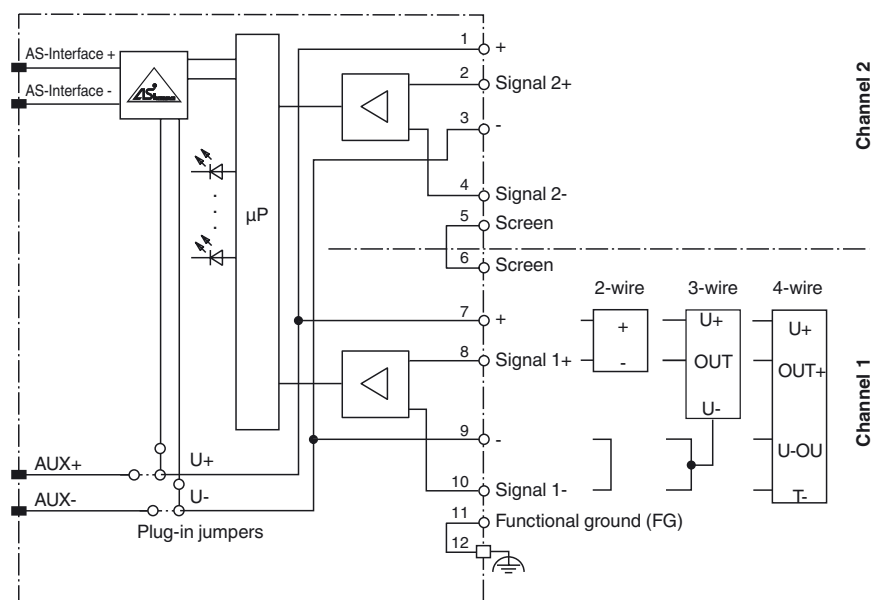 1
+
AS-Interface +
2
Signal 2+
AS-Interface -
3
-
4
Signal 2-
µP
5
Screen
6
Screen
Channel 2
2-wire
3-wire
4-wire
7
+
+
U+
U+
8
Signal 1+
-
OUT
OUT+
U-
9
-
U-OU
AUX+
U+
10
Signal 1-
T-
AUX-
U-
Plug-in jumpers
11
Functional ground (FG)
12
Channel 1